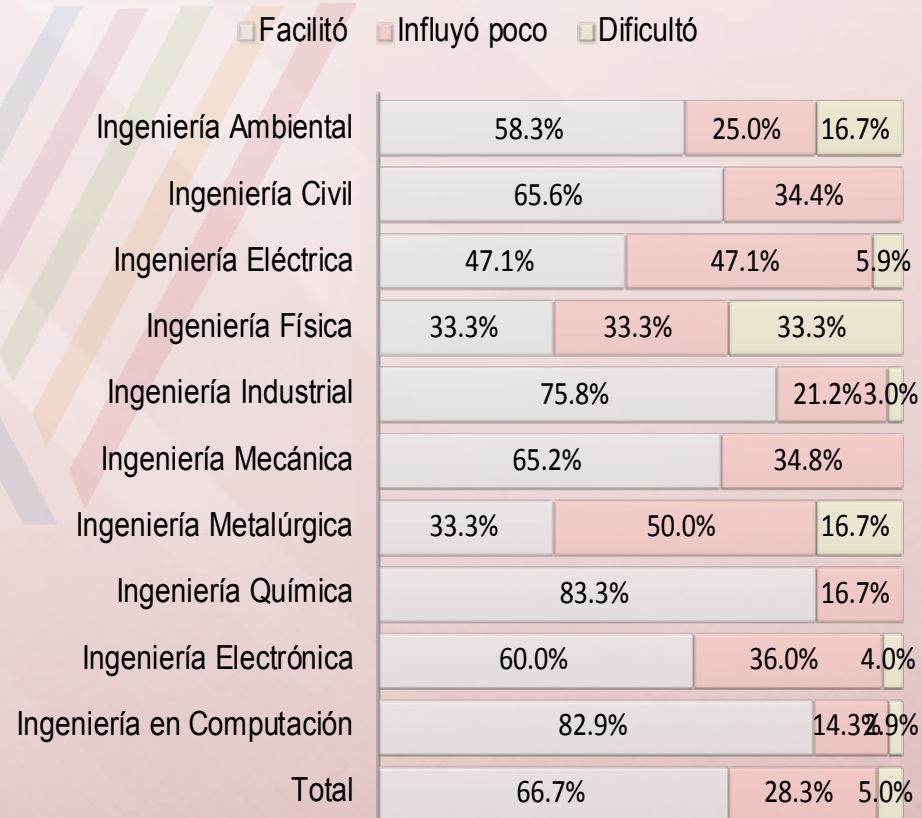 Facilitó Influyó poco Dificultó
Ingeniería Ambiental 58.3% 25.0% 16.7%
Ingeniería Civil 65.6% 34.4%
Ingeniería Eléctrica 47.1% 47.1% 5.9%
Ingeniería Física 33.3% 33.3% 33.3%
Ingeniería Industrial 75.8% 21.2% 3.0%
Ingeniería Mecánica 65.2% 34.8%
Ingeniería Metalúrgica 33.3% 50.0% 16.7%
Ingeniería Química 83.3% 16.7%
Ingeniería Electrónica 60.0% 36.0% 4.0%
Ingeniería en Computación 82.9% 14.3% 2.9%
Total 66.7% 28.3% 5.0%